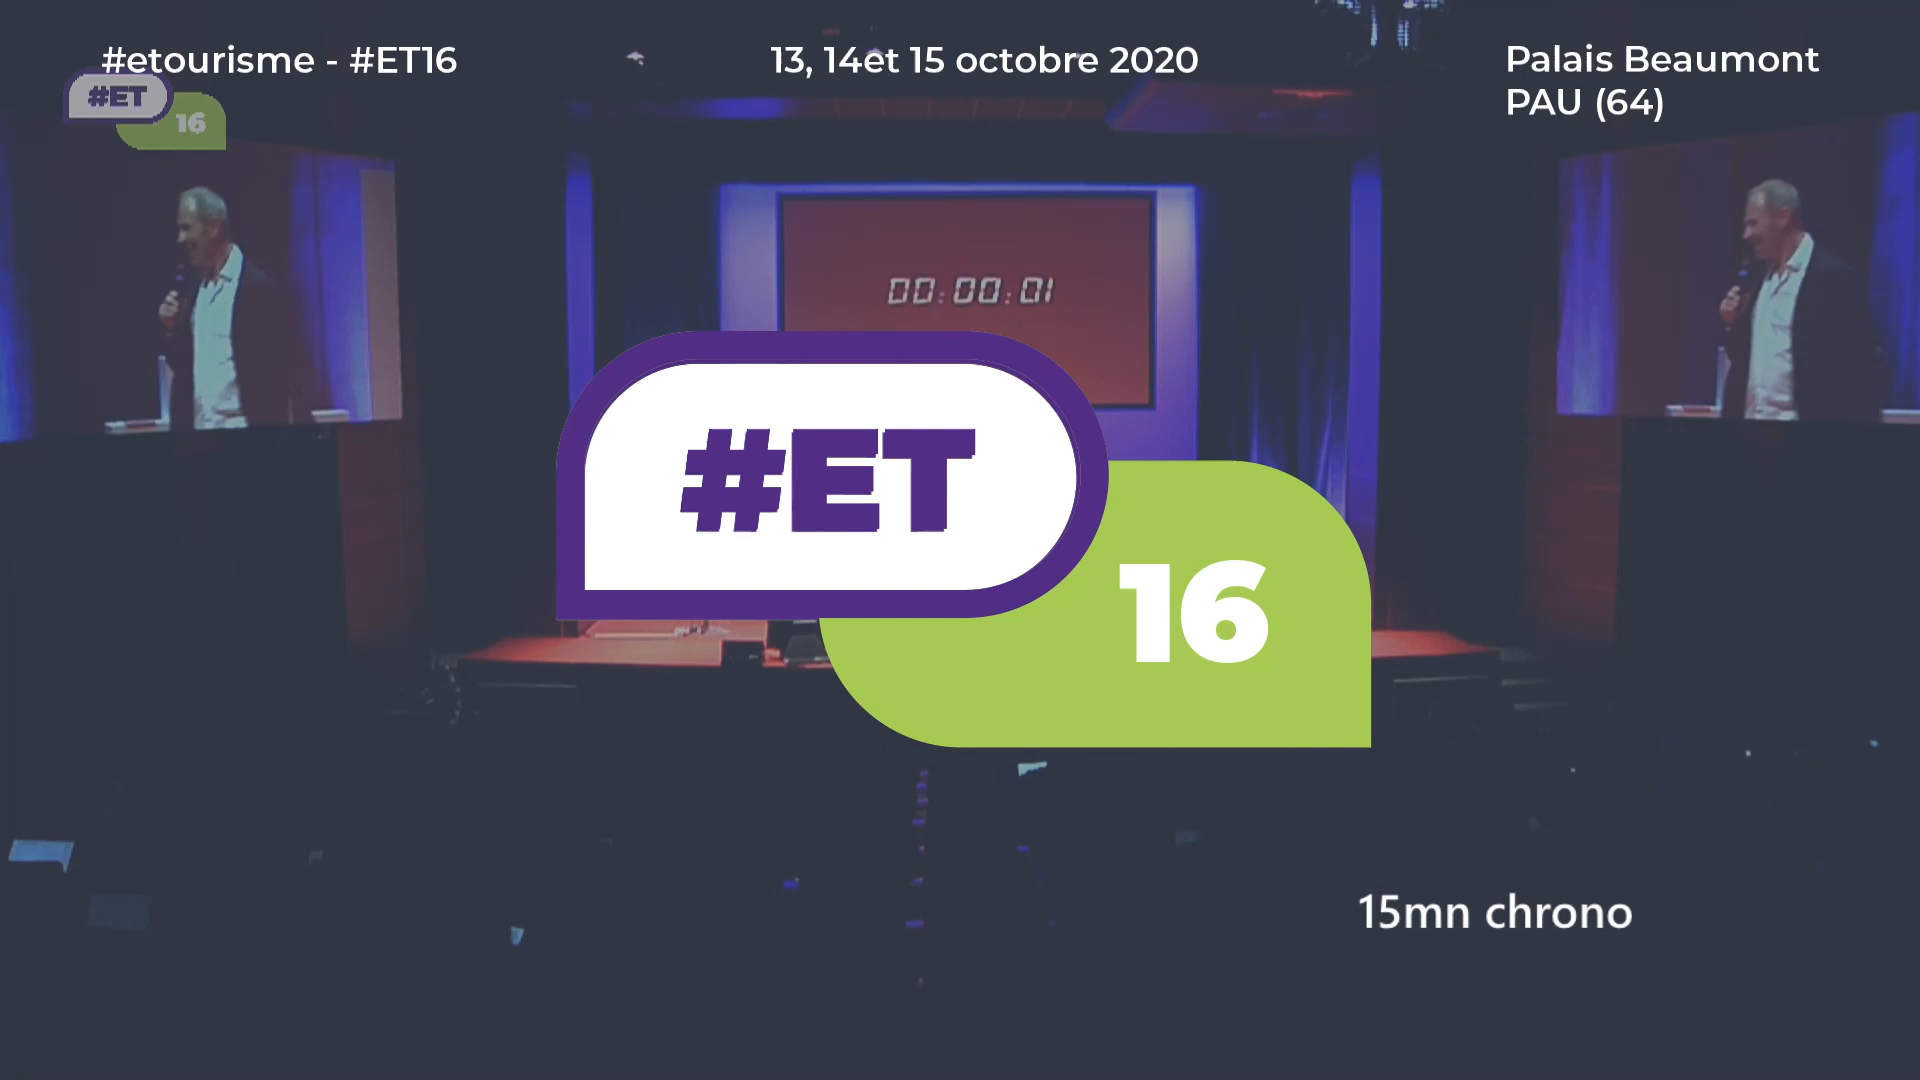 #etourisme - #ET16
13, 14et 15 octobre 2020
Palais Beaumont
PAU (64)
#ET
16
00:00:01
#ET
16
15mn chrono